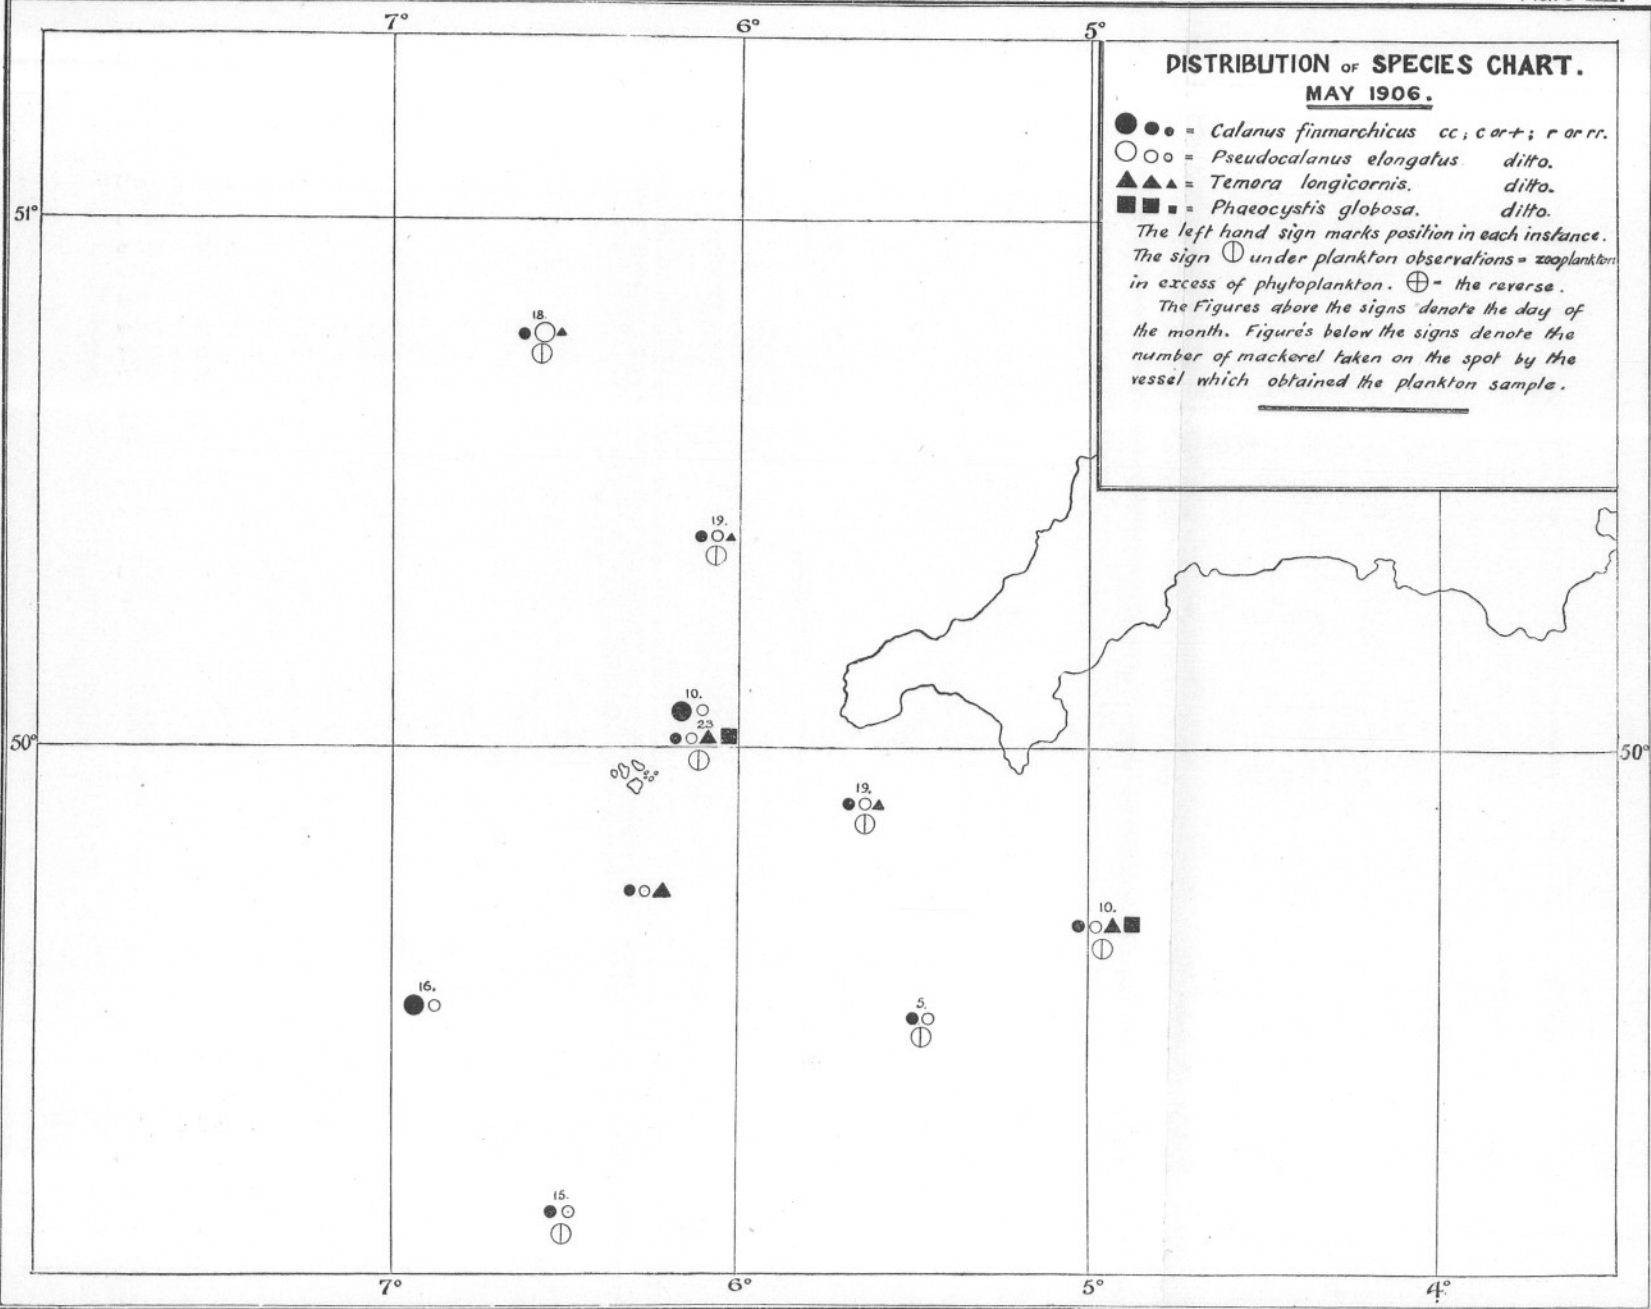 7° 6° 5°
DISTRIBUTION OF SPECIES CHART.
MAY 1906.
= Calanus finmarchicus cc; c or +; r or rr.
= Pseudocalanus elongatus ditto.
= Temora longicornis. ditto.
= Phaeocystis globosa. ditto.
The left hand sign marks position in each instance.
The sign under plankton observations = zooplankton
in excess of phytoplankton. = the reverse.
The Figures above the signs denote the day of
the month. Figures below the signs denote the
number of mackerel taken on the spot by the
vessel which obtained the plankton sample.
51°
18.
19.
10.
23
50° 50°
19.
10.
16.
5.
15.
7° 6° 5° 4°